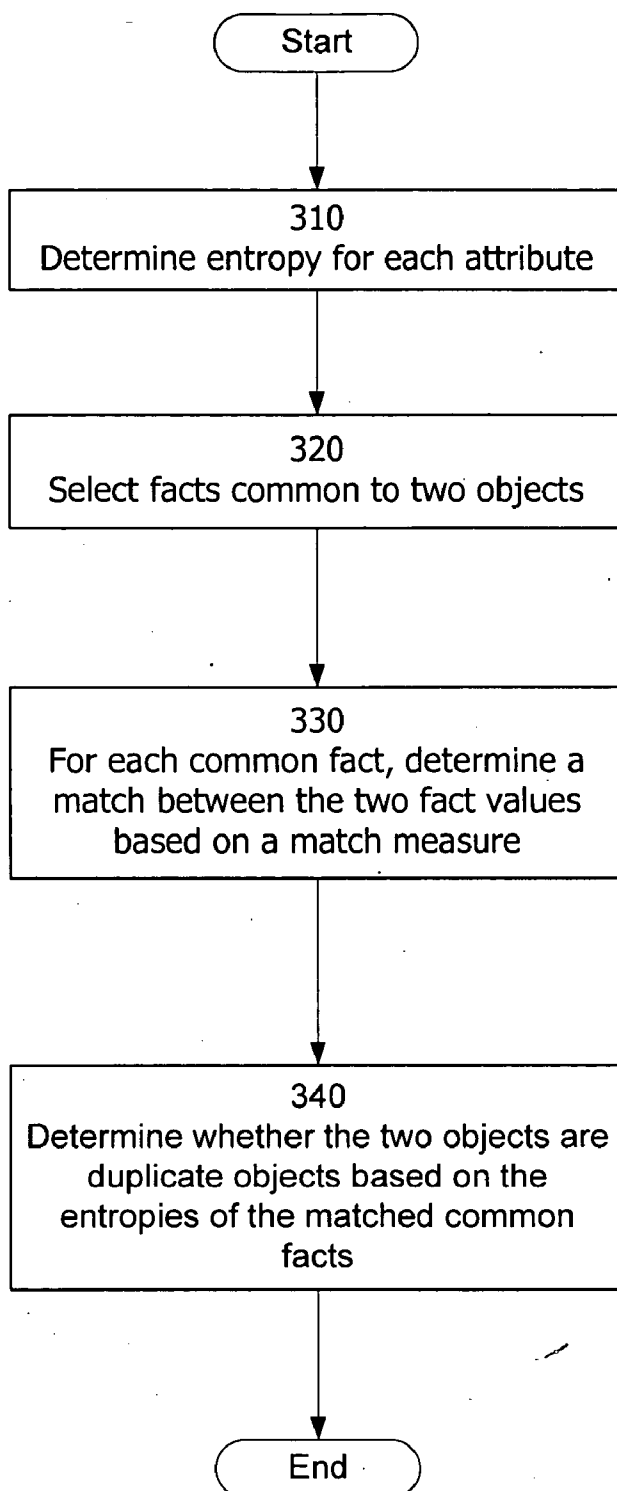 Start
310
Determine entropy for each attribute
320
Select facts common to two objects
330
For each common fact, determine a
match between the two fact values
based on a match measure
340
Determine whether the two objects are
duplicate objects based on the
entropies of the matched common
facts
End